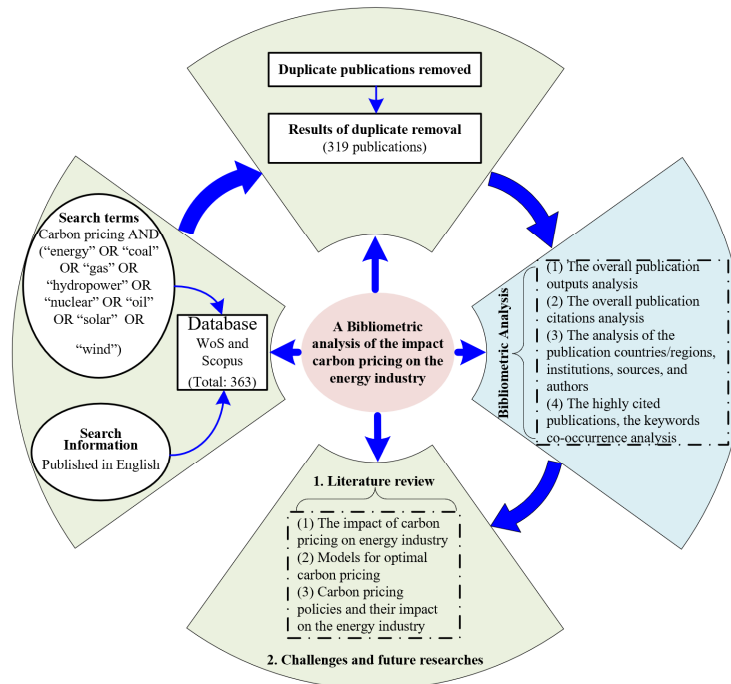 Duplicate publications removed
Results of duplicate removal
(319 publications)
Search terms
Carbon pricing AND
(“energy” OR “coal”
OR “gas” OR
“hydropower” OR
“nuclear” OR “oil”
OR “solar” OR
“wind”)
Database
WoS and
Scopus
(Total: 363)
Search
Information
Published in English
A Bibliometric
analysis of the impact
carbon pricing on the
energy industry
Bibliometric Analysis
(1) The overall publication
outputs analysis
(2) The overall publication
citations analysis
(3) The analysis of the
publication countries/regions,
institutions, sources, and
authors
(4) The highly cited
publications, the keywords
co-occurrence analysis
1. Literature review
(1) The impact of carbon
pricing on energy industry
(2) Models for optimal
carbon pricing
(3) Carbon pricing
policies and their impact
on the energy industry
2. Challenges and future researches